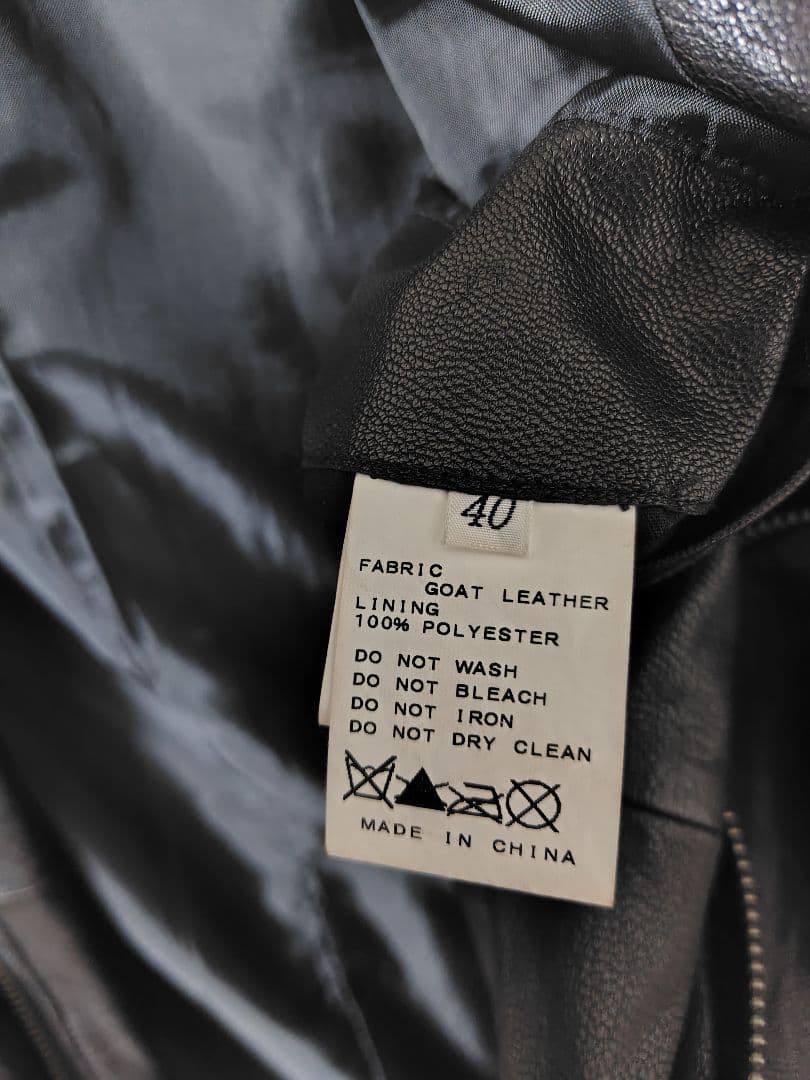 40
FABRIC
GOAT LEATHER
LINING
100% POLYESTER
DO NOT WASH
DO NOT BLEACH
DO NOT IRON
DO NOT DRY CLEAN
MADE IN CHINA